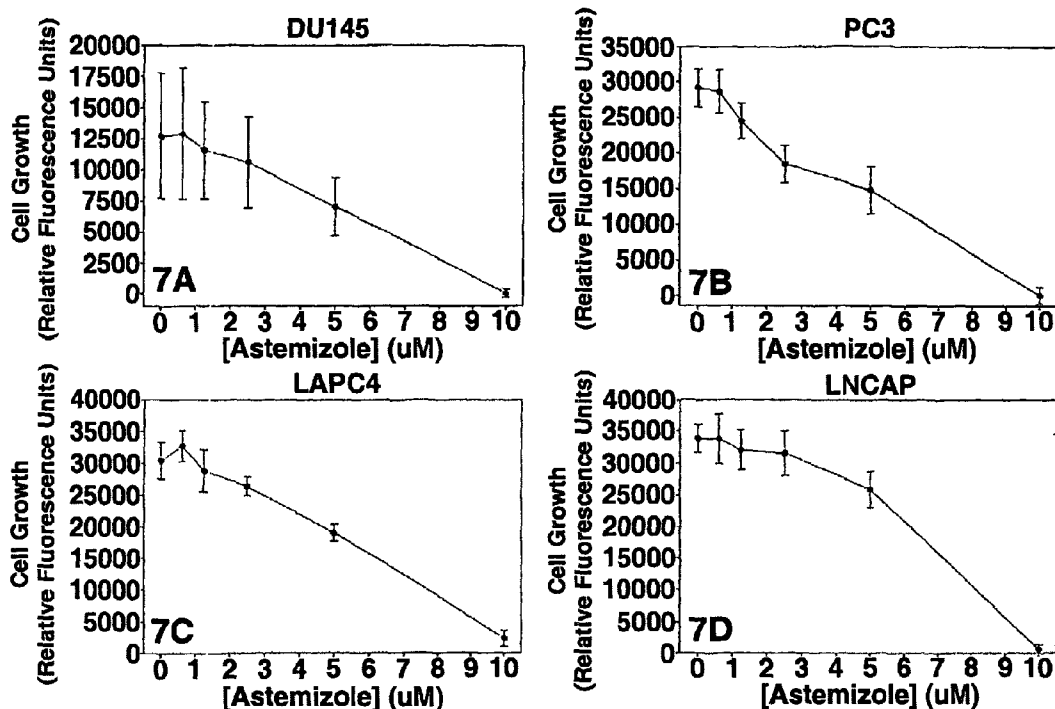 DU145
20000
17500
15000
12500
10000
7500
5000
2500
0
Cell Growth
(Relative Fluorescence Units)
7A
0 1 2 3 4 5 6 7 8 9 10
[Astemizole] (uM)
PC3
35000
30000
25000
20000
15000
10000
5000
0
Cell Growth
(Relative Fluorescence Units)
7B
0 1 2 3 4 5 6 7 8 9 10
[Astemizole] (uM)
LAPC4
40000
35000
30000
25000
20000
15000
10000
5000
0
Cell Growth
(Relative Fluorescence Units)
7C
0 1 2 3 4 5 6 7 8 9 10
[Astemizole] (uM)
LNCAP
40000
35000
30000
25000
20000
15000
10000
5000
0
Cell Growth
(Relative Fluorescence Units)
7D
0 1 2 3 4 5 6 7 8 9 10
[Astemizole] (uM)